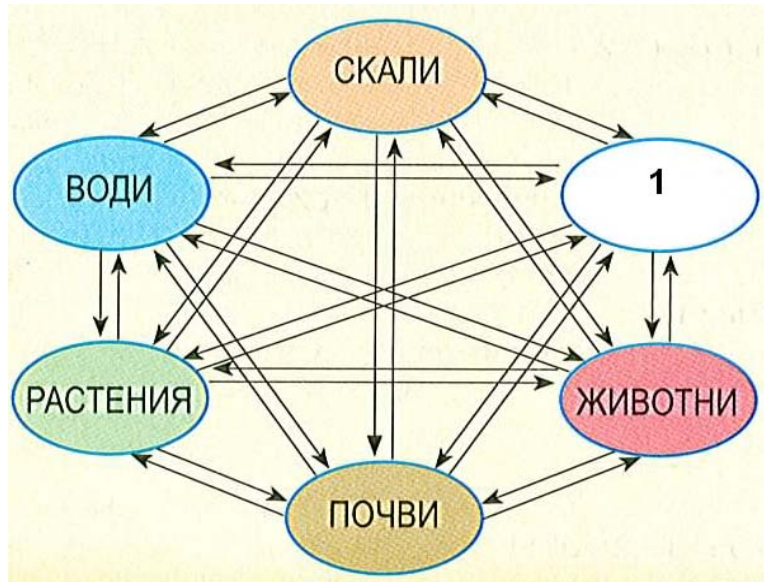 СКАЛИ
ВОДИ
1
РАСТЕНИЯ
ЖИВОТНИ
ПОЧВИ